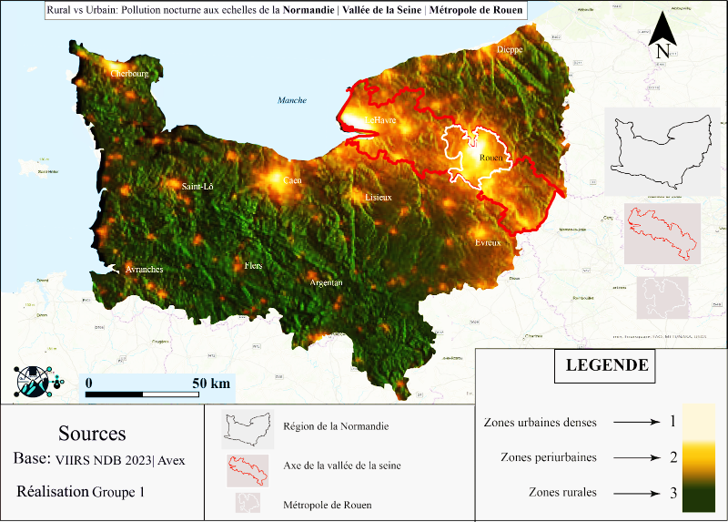 Rural vs Urbain: Pollution nocturne aux echelles de la Normandie | Vallée de la Seine | Métropole de Rouen
N
Dieppe
Cherbourg
Manche
LeHavre
Rouen
Caen
Saint-Lô
Lisieux
Evreux
Avranches
Flers
Argentan
0 50 km
LEGENDE
Zones urbaines denses 1
Zones periurbaines 2
Zones rurales 3
Sources
Base: VIIRS NDB 2023| Avex
Réalisation Groupe 1
Région de la Normandie
Axe de la vallée de la seine
Métropole de Rouen